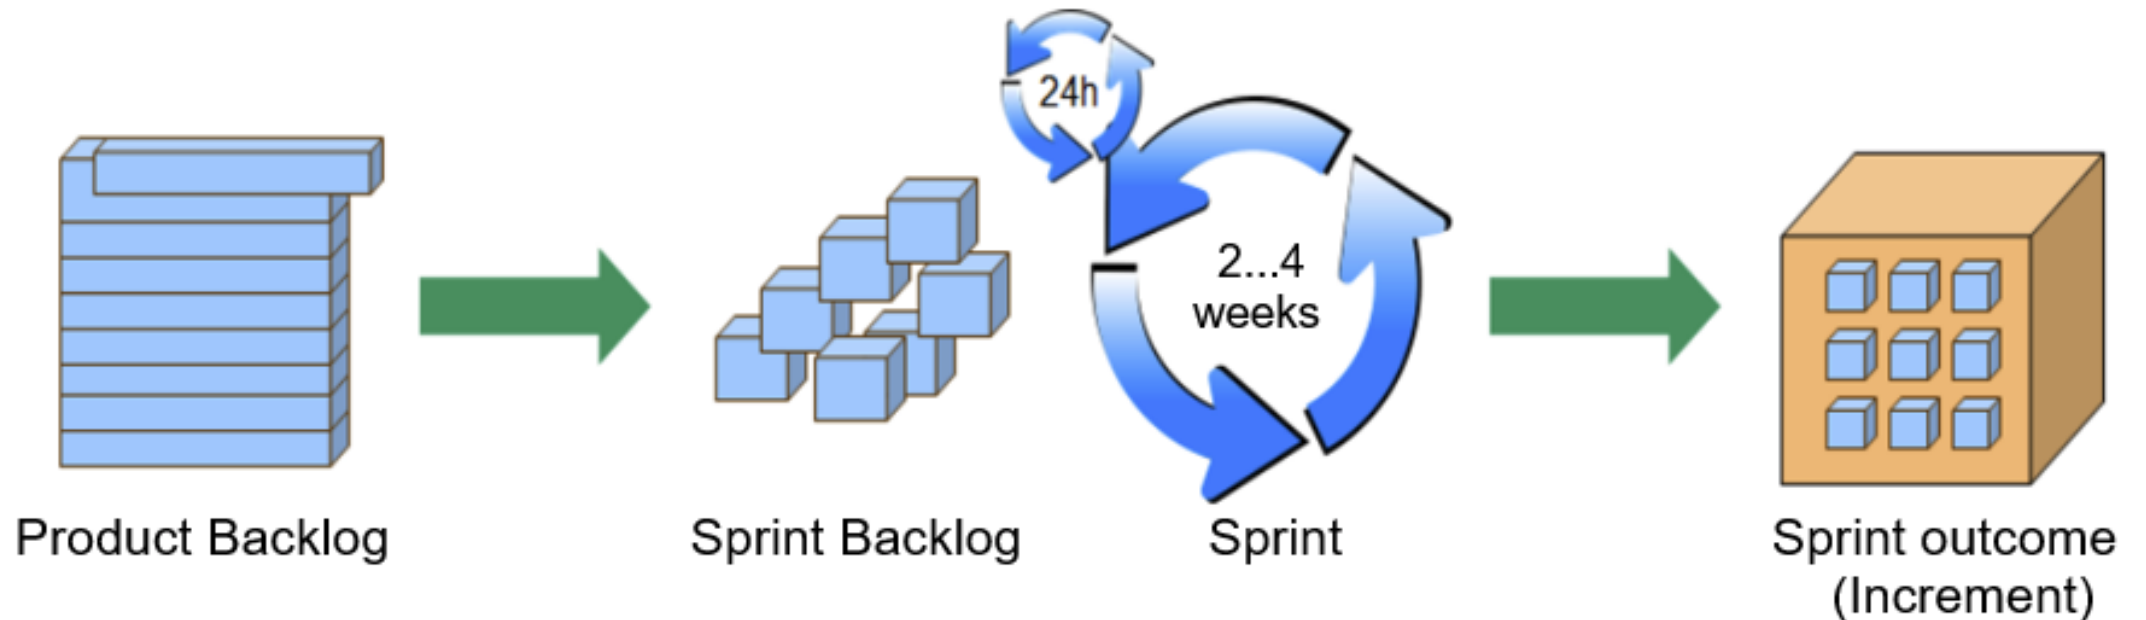 24h
2...4
weeks
Product Backlog
Sprint Backlog
Sprint
Sprint outcome
(Increment)